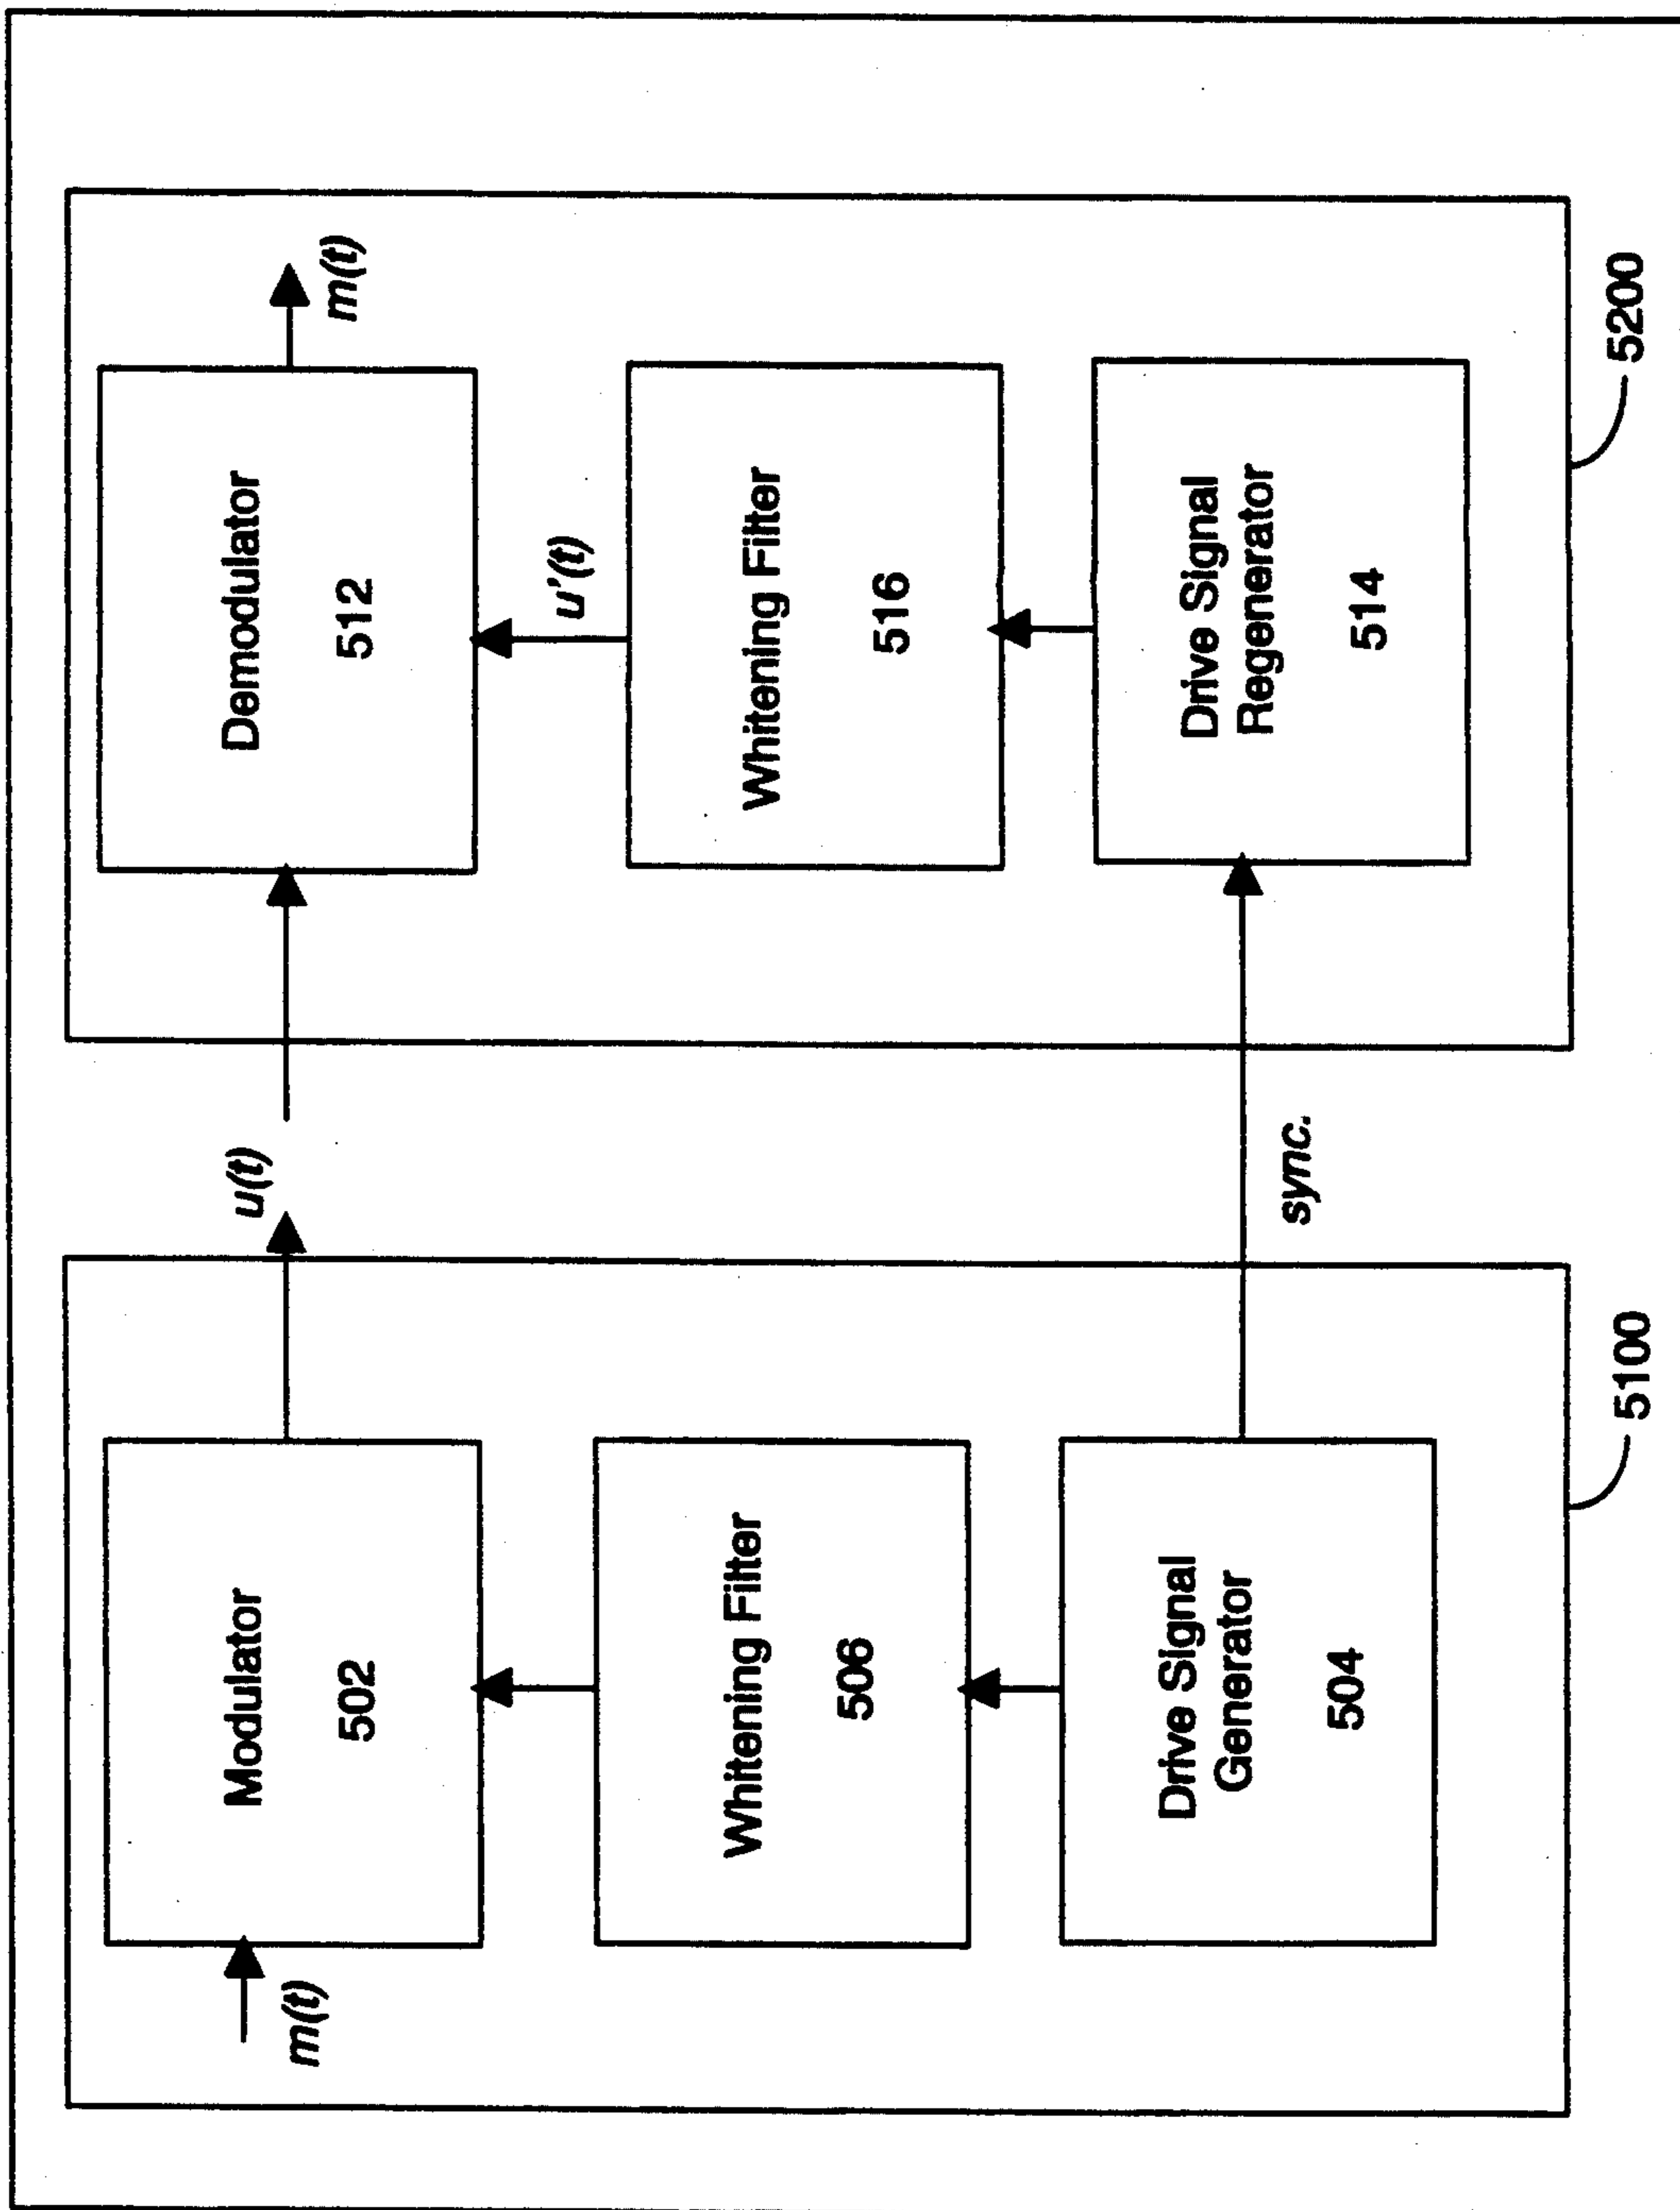 m(t)
Modulator
502
u(t)
Whitening Filter
506
Drive Signal
Generator
504
sync.
5100
Demodulator
512
m(t)
u'(t)
Whitening Filter
516
Drive Signal
Regenerator
514
5200